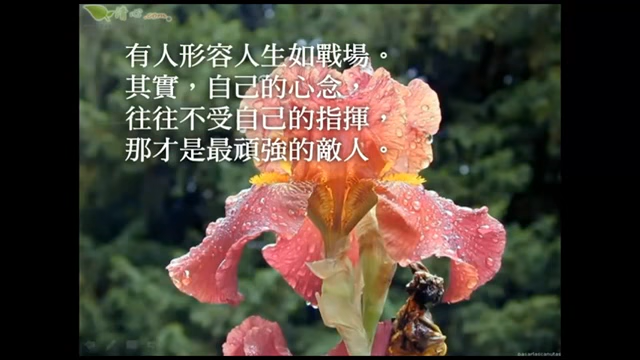 有人形容人生如戰場。
其實，自己的心念，
往往不受自己的指揮，
那才是最頑強的敵人。